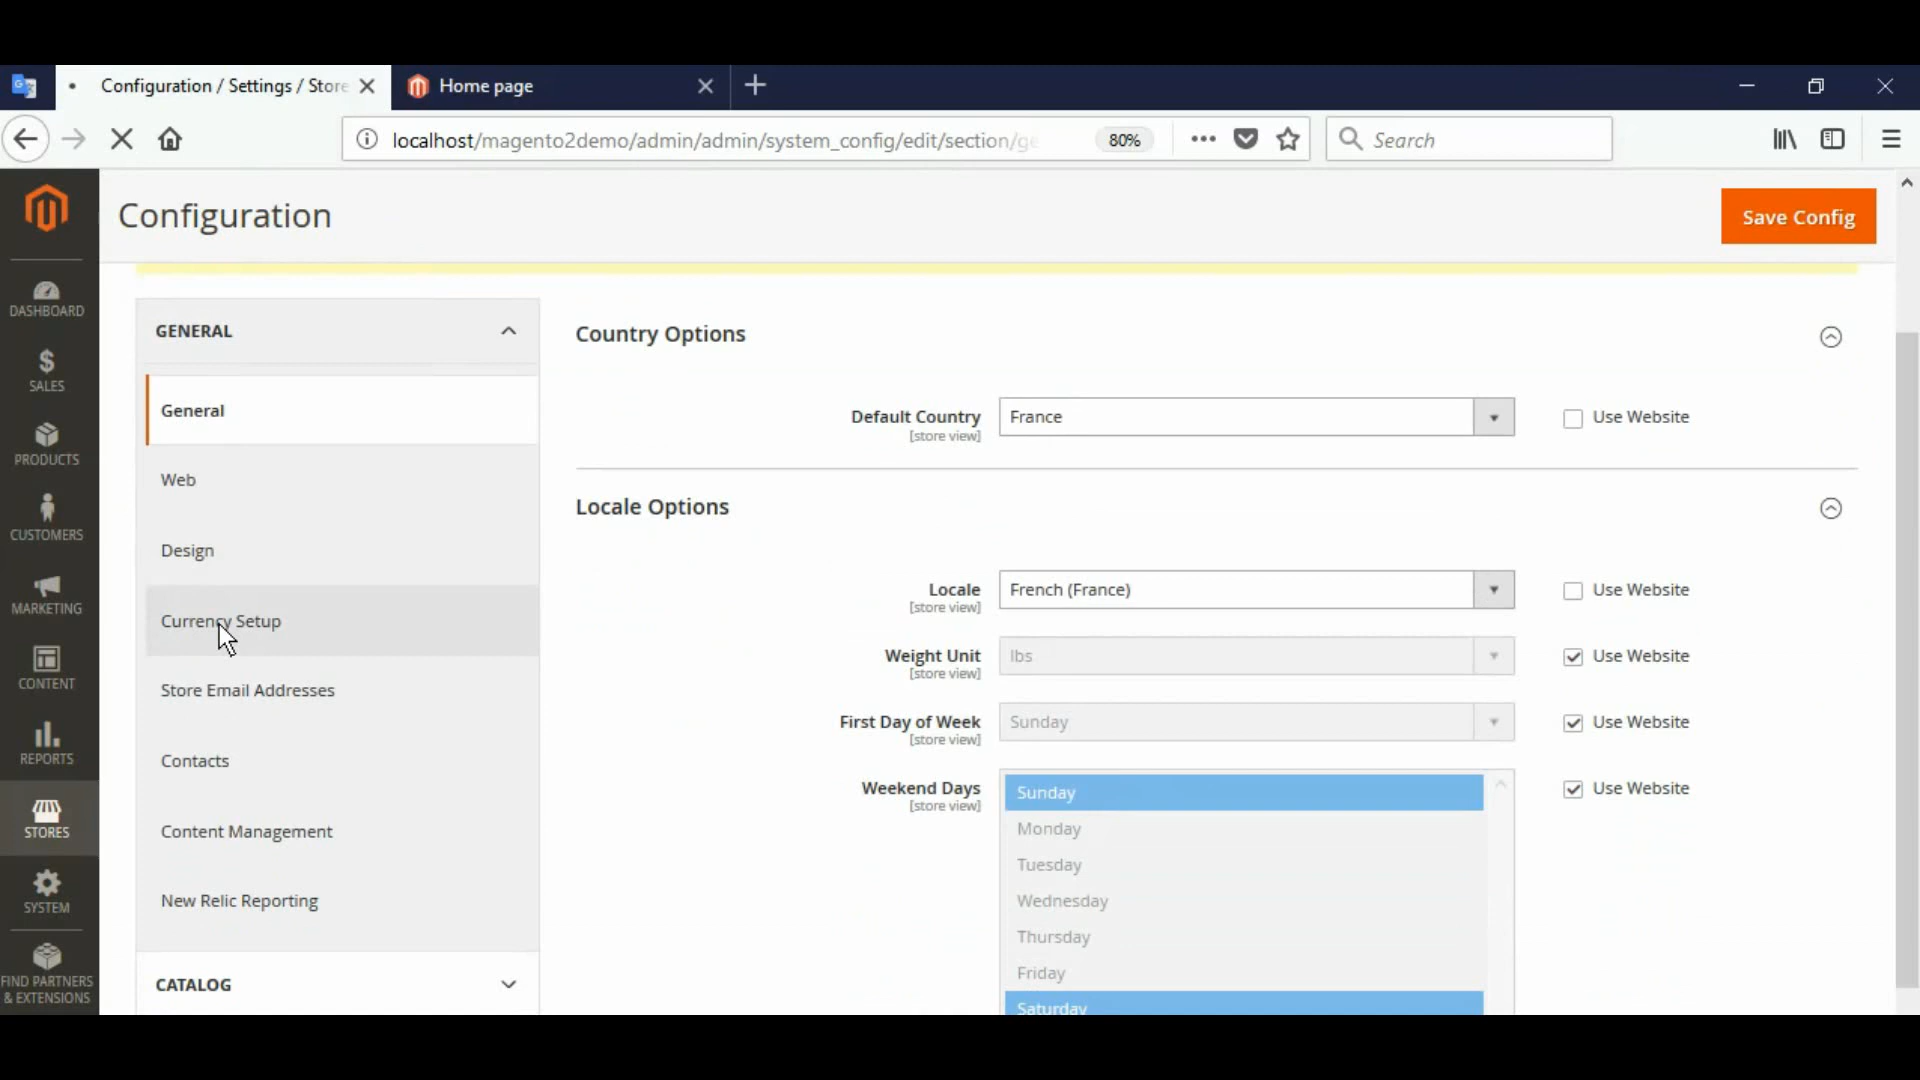 Configuration / Settings / Store
Home page
localhost/magento2demo/admin/admin/system_config/edit/section/ge
80%
Search
Configuration
Save Config
DASHBOARD
SALES
PRODUCTS
CUSTOMERS
MARKETING
CONTENT
REPORTS
STORES
SYSTEM
FIND PARTNERS
& EXTENSIONS
GENERAL
General
Web
Design
Currency Setup
Store Email Addresses
Contacts
Content Management
New Relic Reporting
CATALOG
Country Options
Default Country France Use Website
[store view]
Locale Options
Locale French (France) Use Website
[store view]
Weight Unit lbs Use Website
[store view]
First Day of Week Sunday Use Website
[store view]
Weekend Days Sunday Use Website
[store view]
Monday
Tuesday
Wednesday
Thursday
Friday
Saturday